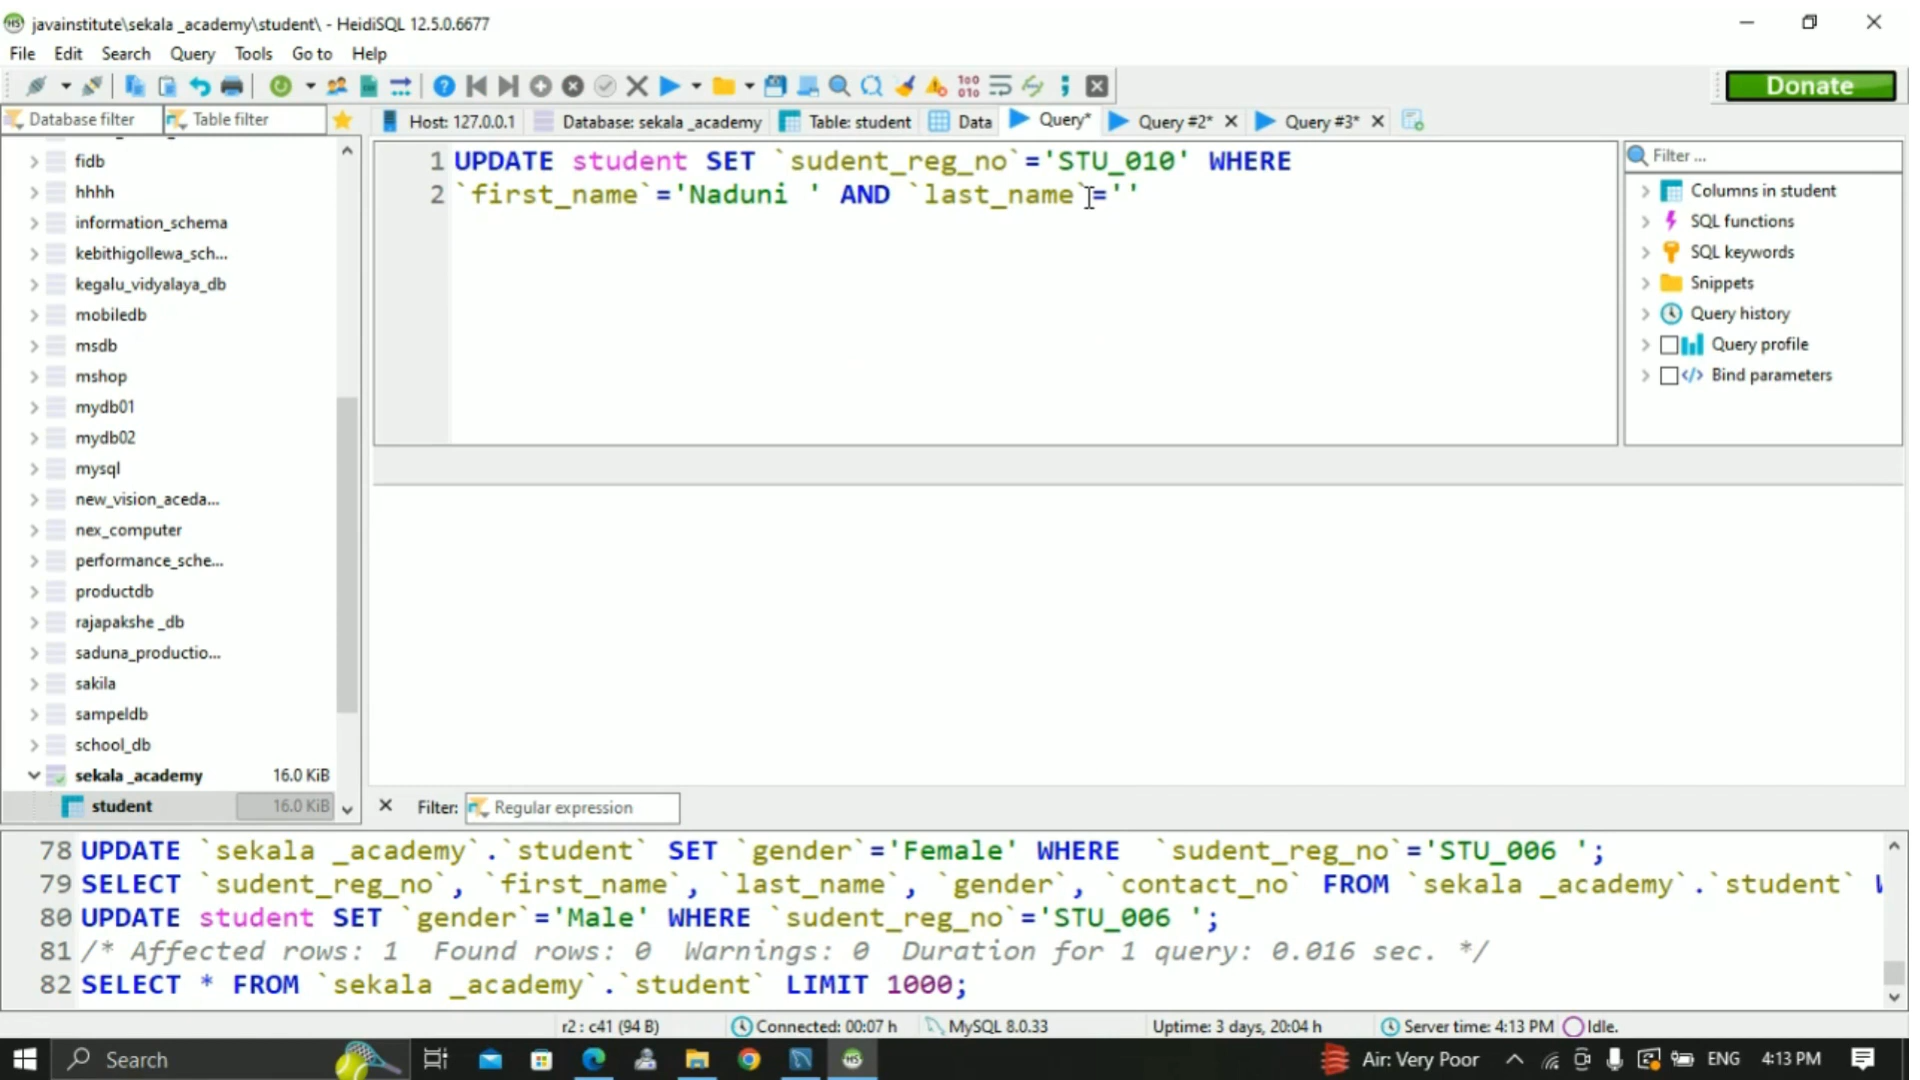 javainstitute\sekala _academy\student\ - HeidiSQL 12.5.0.6677
File Edit Search Query Tools Go to Help
Donate
Database filter Table filter Host: 127.0.0.1 Database: sekala _academy Table: student Data Query* Query #2* Query #3*
1 UPDATE student SET `sudent_reg_no`='STU_010' WHERE
2 `first_name`='Naduni ' AND `last_name`=''
Filter ...
Columns in student
SQL functions
SQL keywords
Snippets
Query history
Query profile
Bind parameters
fidb
hhhh
information_schema
kebithigollewa_sch...
kegalu_vidyalaya_db
mobiledb
msdb
mshop
mydb01
mydb02
mysql
new_vision_aceda...
nex_computer
performance_sche...
productdb
rajapakshe _db
saduna_productio...
sakila
sampeldb
school_db
sekala _academy 16.0 KiB
student 16.0 KiB
Filter: Regular expression
78 UPDATE `sekala _academy`.`student` SET `gender`='Female' WHERE  `sudent_reg_no`='STU_006 ';
79 SELECT `sudent_reg_no`, `first_name`, `last_name`, `gender`, `contact_no` FROM `sekala _academy`.`student`
80 UPDATE student SET `gender`='Male' WHERE `sudent_reg_no`='STU_006 ';
81 /* Affected rows: 1  Found rows: 0  Warnings: 0  Duration for 1 query: 0.016 sec. */
82 SELECT * FROM `sekala _academy`.`student` LIMIT 1000;
r2 : c41 (94 B) Connected: 00:07 h MySQL 8.0.33 Uptime: 3 days, 20:04 h Server time: 4:13 PM Idle.
Search Air: Very Poor ENG 4:13 PM